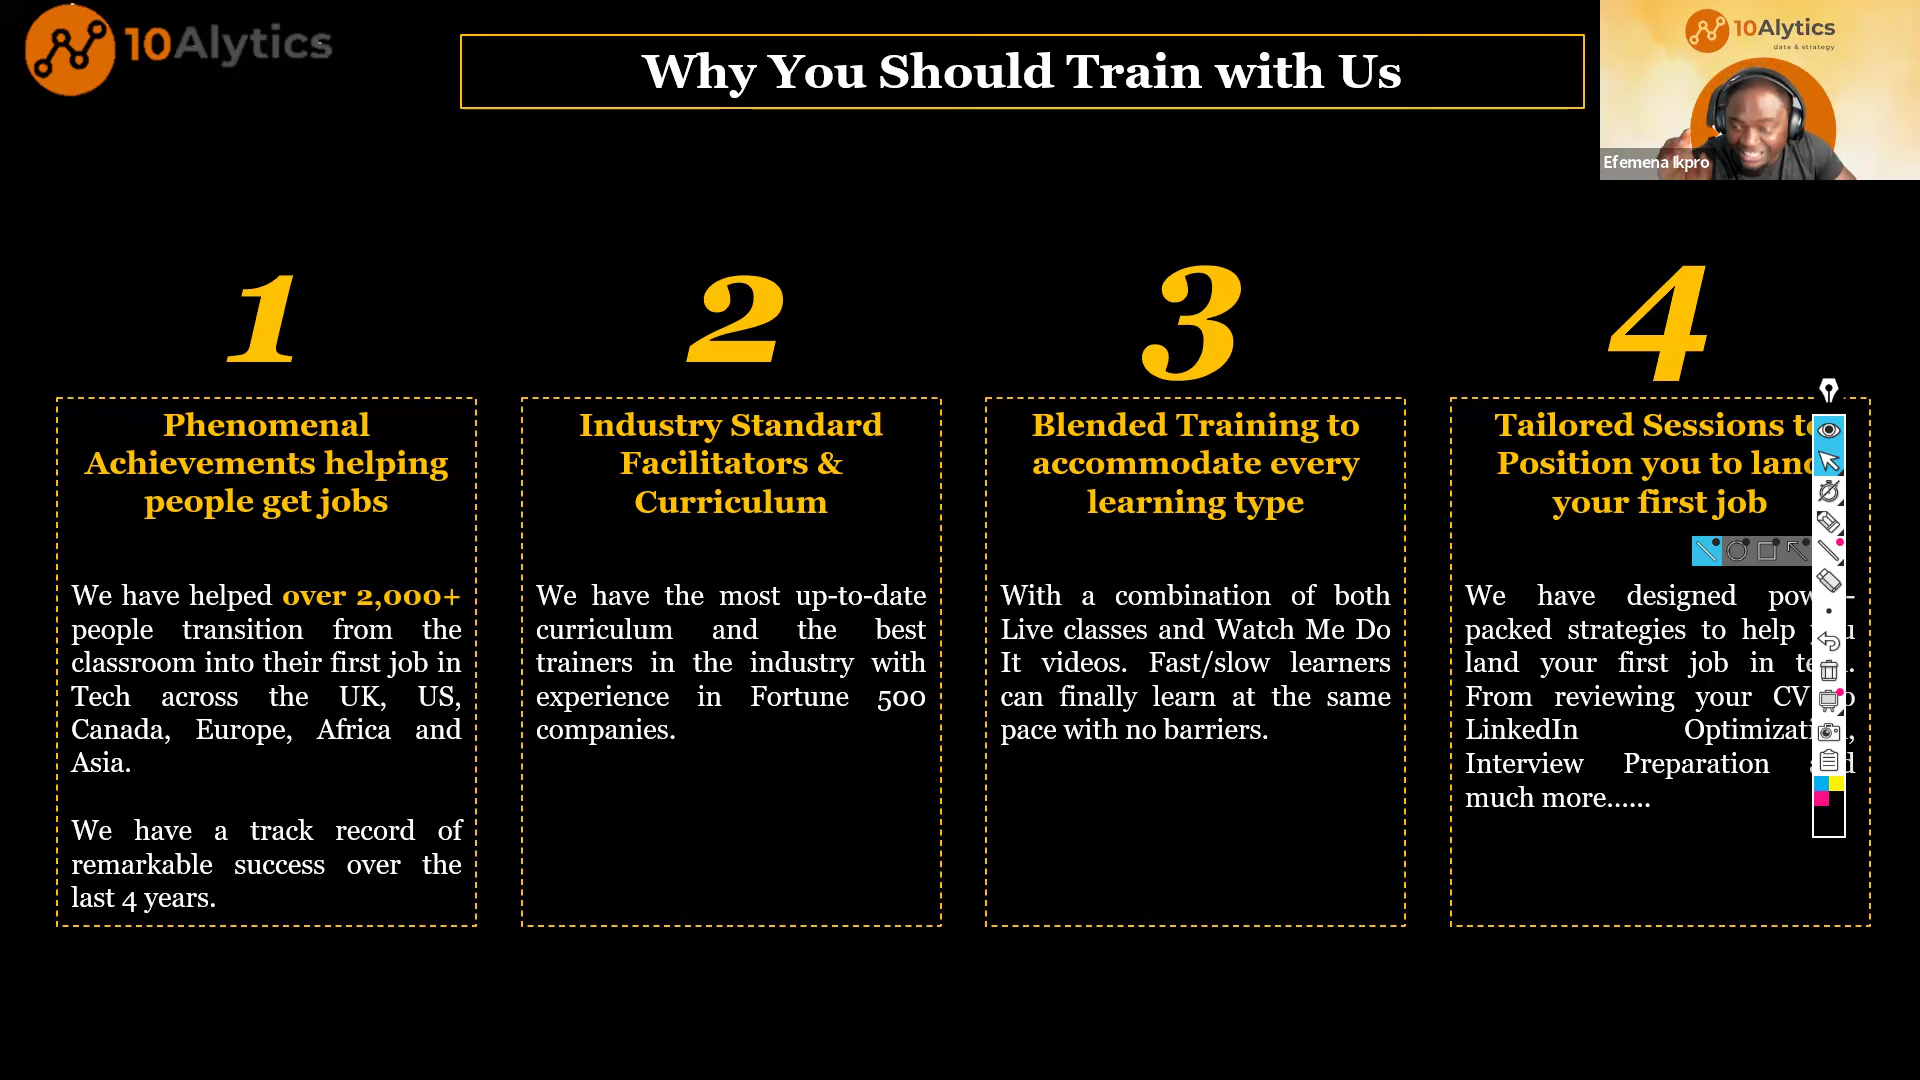 10Alytics
Why You Should Train with Us
10Alytics
data & strategy
Efemena Ikpro
1
Phenomenal
Achievements helping
people get jobs
We have helped over 2,000+
people transition from the
classroom into their first job in
Tech across the UK, US,
Canada, Europe, Africa and
Asia.
We have a track record of
remarkable success over the
last 4 years.
2
Industry Standard
Facilitators &
Curriculum
We have the most up-to-date
curriculum and the best
trainers in the industry with
experience in Fortune 500
companies.
3
Blended Training to
accommodate every
learning type
With a combination of both
Live classes and Watch Me Do
It videos. Fast/slow learners
can finally learn at the same
pace with no barriers.
4
Tailored Sessions to
Position you to land
your first job
We have designed
packed strategies to help
land your first job in
From reviewing your CV
LinkedIn
Interview Preparation
much more......